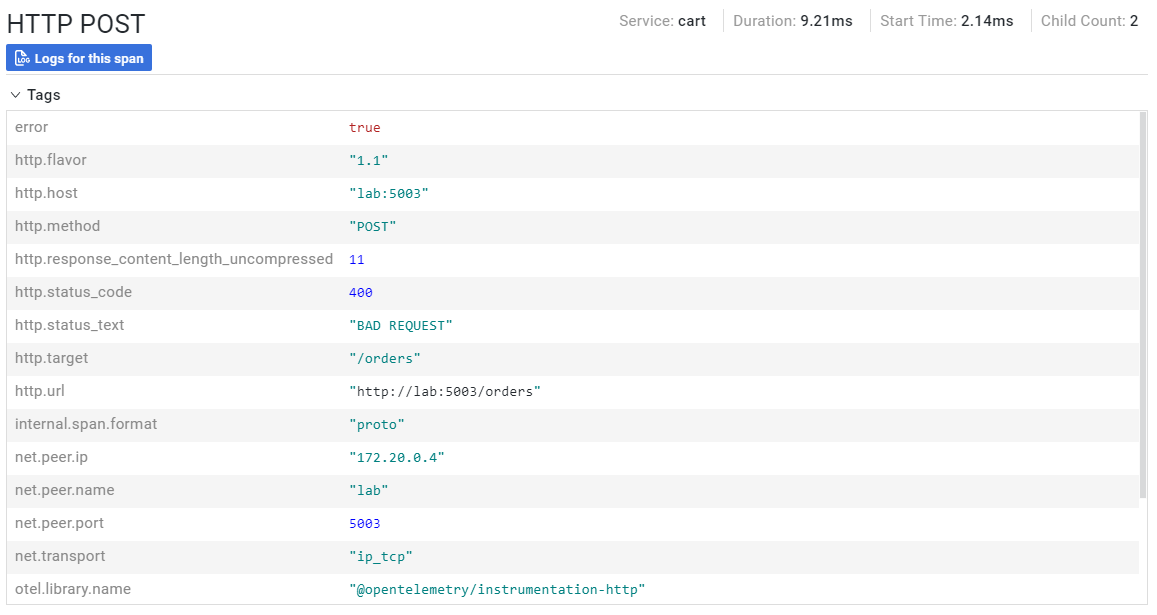 HTTP POST
Service: cart Duration: 9.21ms Start Time: 2.14ms Child Count: 2
LOG Logs for this span
Tags
error true
http.flavor "1.1"
http.host "lab:5003"
http.method "POST"
http.response_content_length_uncompressed 11
http.status_code 400
http.status_text "BAD REQUEST"
http.target "/orders"
http.url "http://lab:5003/orders"
internal.span.format "proto"
net.peer.ip "172.20.0.4"
net.peer.name "lab"
net.peer.port 5003
net.transport "ip_tcp"
otel.library.name "@opentelemetry/instrumentation-http"